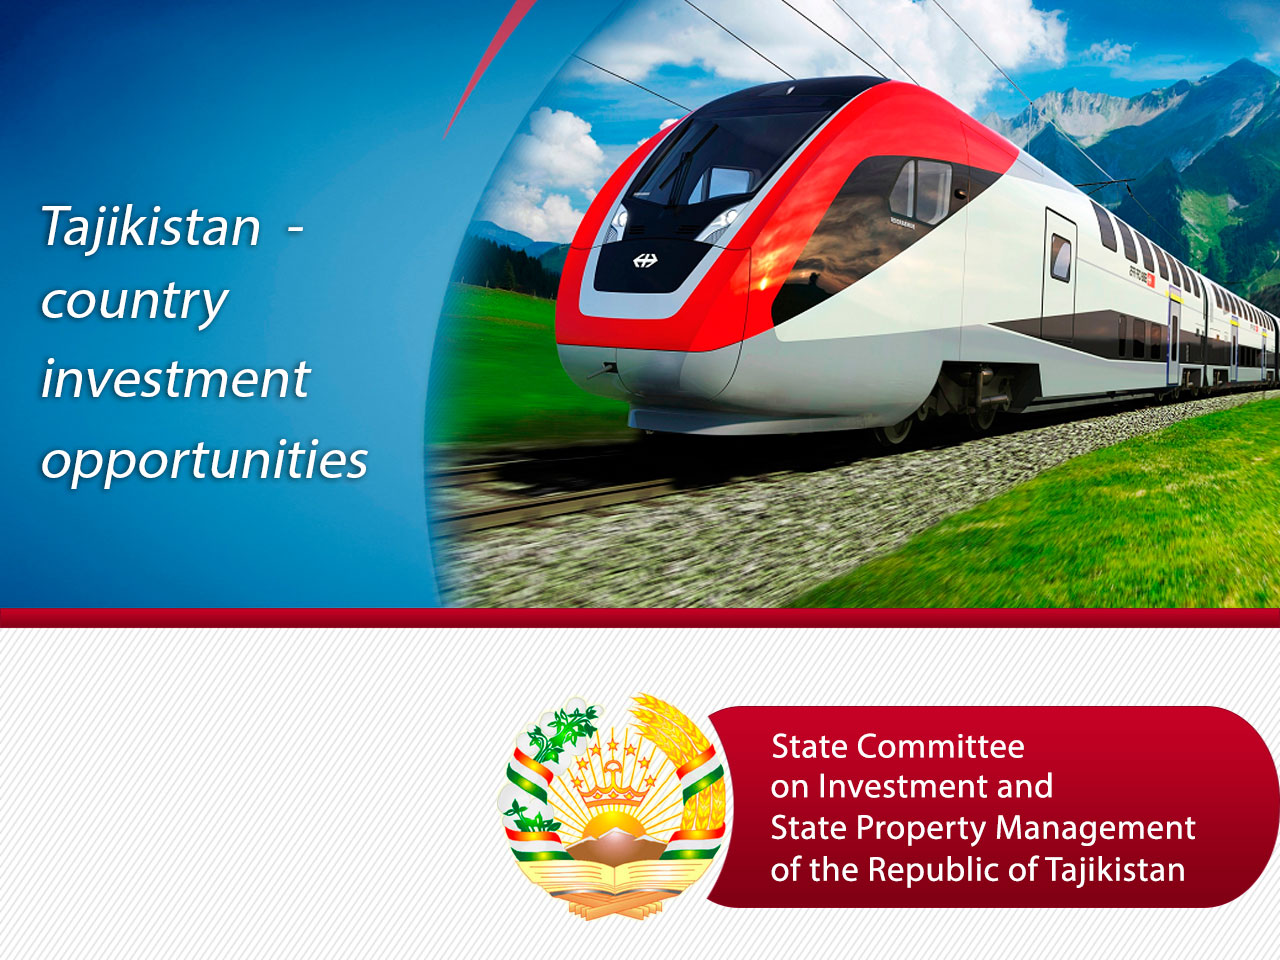 Tajikistan -
country
investment
opportunities
State Committee
on Investment and
State Property Management
of the Republic of Tajikistan